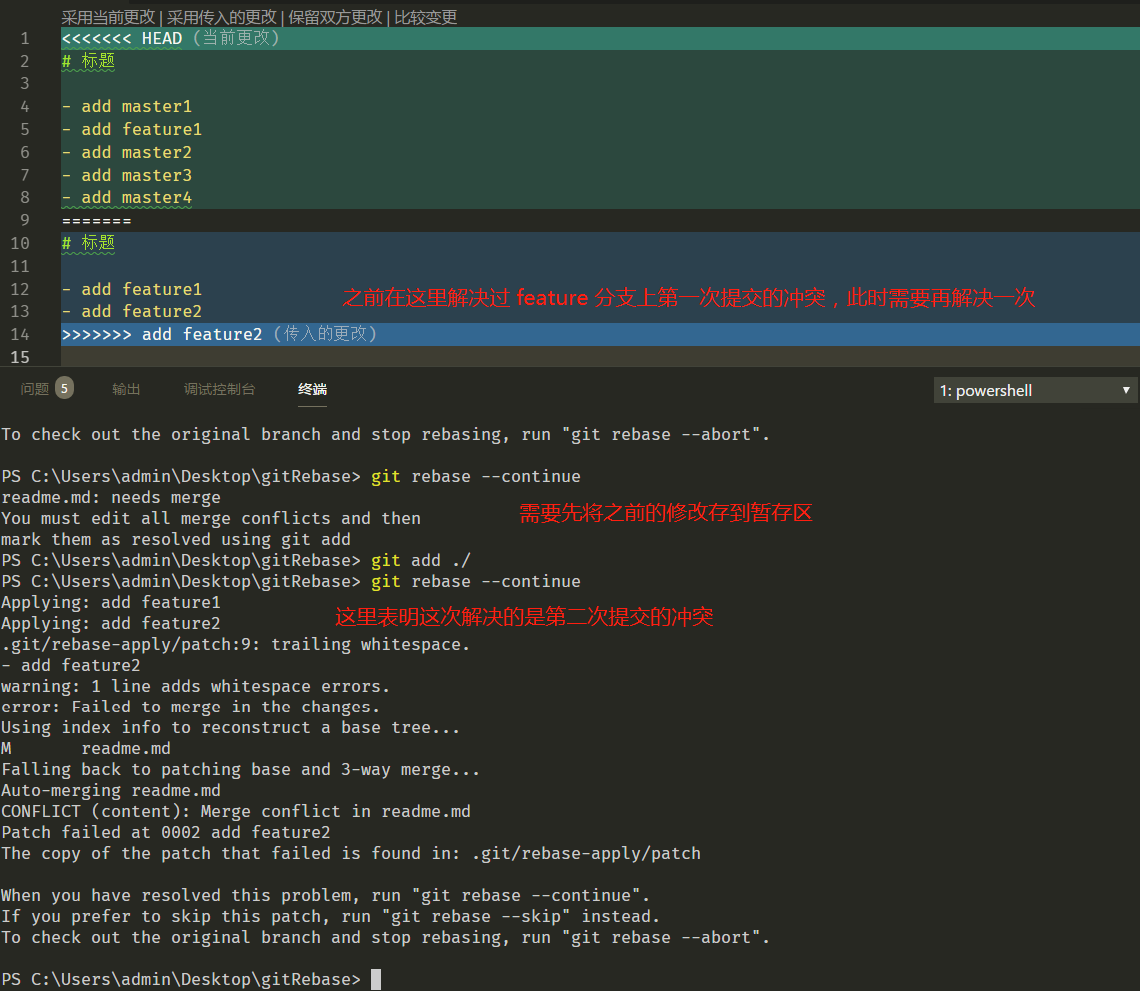 采用当前更改 | 采用传入的更改 | 保留双方更改 | 比较变更
1 <<<<<<< HEAD (当前更改)
2 # 标题
3
4 - add master1
5 - add feature1
6 - add master2
7 - add master3
8 - add master4
9 =======
10 # 标题
11
12 - add feature1
之前在这里解决过 feature 分支上第一次提交的冲突，此时需要再解决一次
13 - add feature2
14 >>>>>>> add feature2 (传入的更改)
15
问题 5 输出 调试控制台 终端 1: powershell
To check out the original branch and stop rebasing, run "git rebase --abort".
PS C:\Users\admin\Desktop\gitRebase> git rebase --continue
readme.md: needs merge
需要先将之前的修改存到暂存区
You must edit all merge conflicts and then
mark them as resolved using git add
PS C:\Users\admin\Desktop\gitRebase> git add ./
PS C:\Users\admin\Desktop\gitRebase> git rebase --continue
Applying: add feature1
这里表明这次解决的是第二次提交的冲突
Applying: add feature2
.git/rebase-apply/patch:9: trailing whitespace.
- add feature2
warning: 1 line adds whitespace errors.
error: Failed to merge in the changes.
Using index info to reconstruct a base tree...
M readme.md
Falling back to patching base and 3-way merge...
Auto-merging readme.md
CONFLICT (content): Merge conflict in readme.md
Patch failed at 0002 add feature2
The copy of the patch that failed is found in: .git/rebase-apply/patch
When you have resolved this problem, run "git rebase --continue".
If you prefer to skip this patch, run "git rebase --skip" instead.
To check out the original branch and stop rebasing, run "git rebase --abort".
PS C:\Users\admin\Desktop\gitRebase>